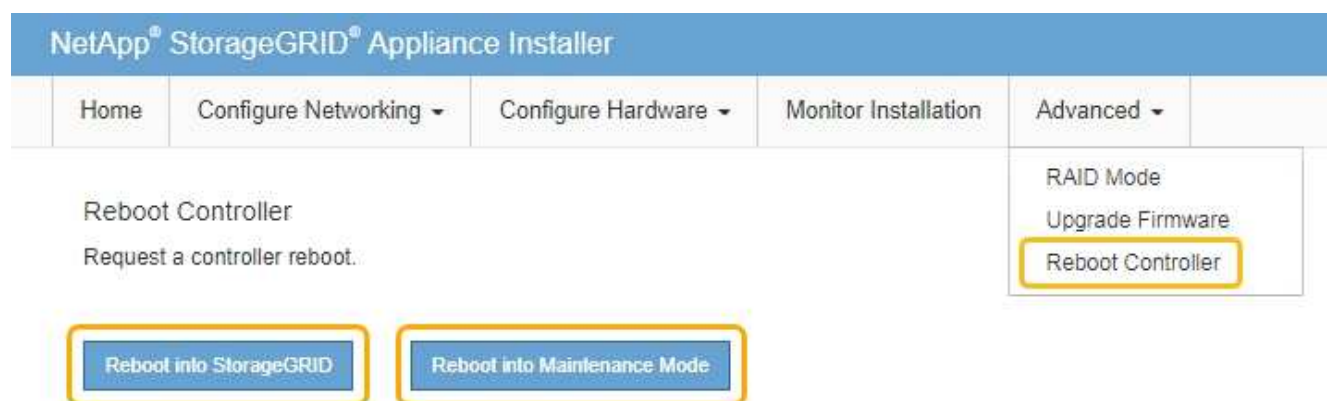 NetApp® StorageGRID® Appliance Installer
Home Configure Networking Configure Hardware Monitor Installation Advanced
RAID Mode
Upgrade Firmware
Reboot Controller
Reboot Controller
Request a controller reboot.
Reboot into StorageGRID Reboot into Maintenance Mode